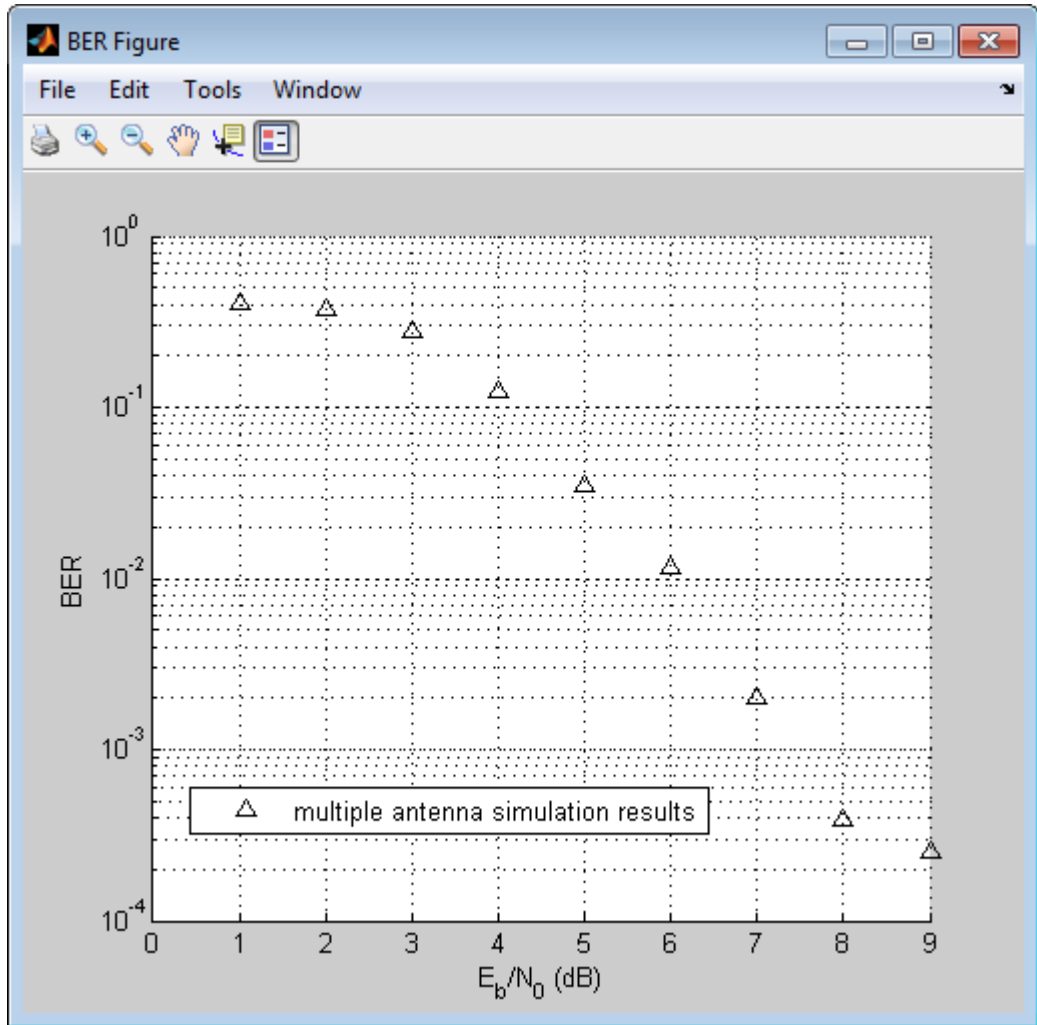 BER Figure
File Edit Tools Window
10^0
10^-1
10^-2
10^-3
10^-4
BER
multiple antenna simulation results
0 1 2 3 4 5 6 7 8 9
E_b/N_0 (dB)